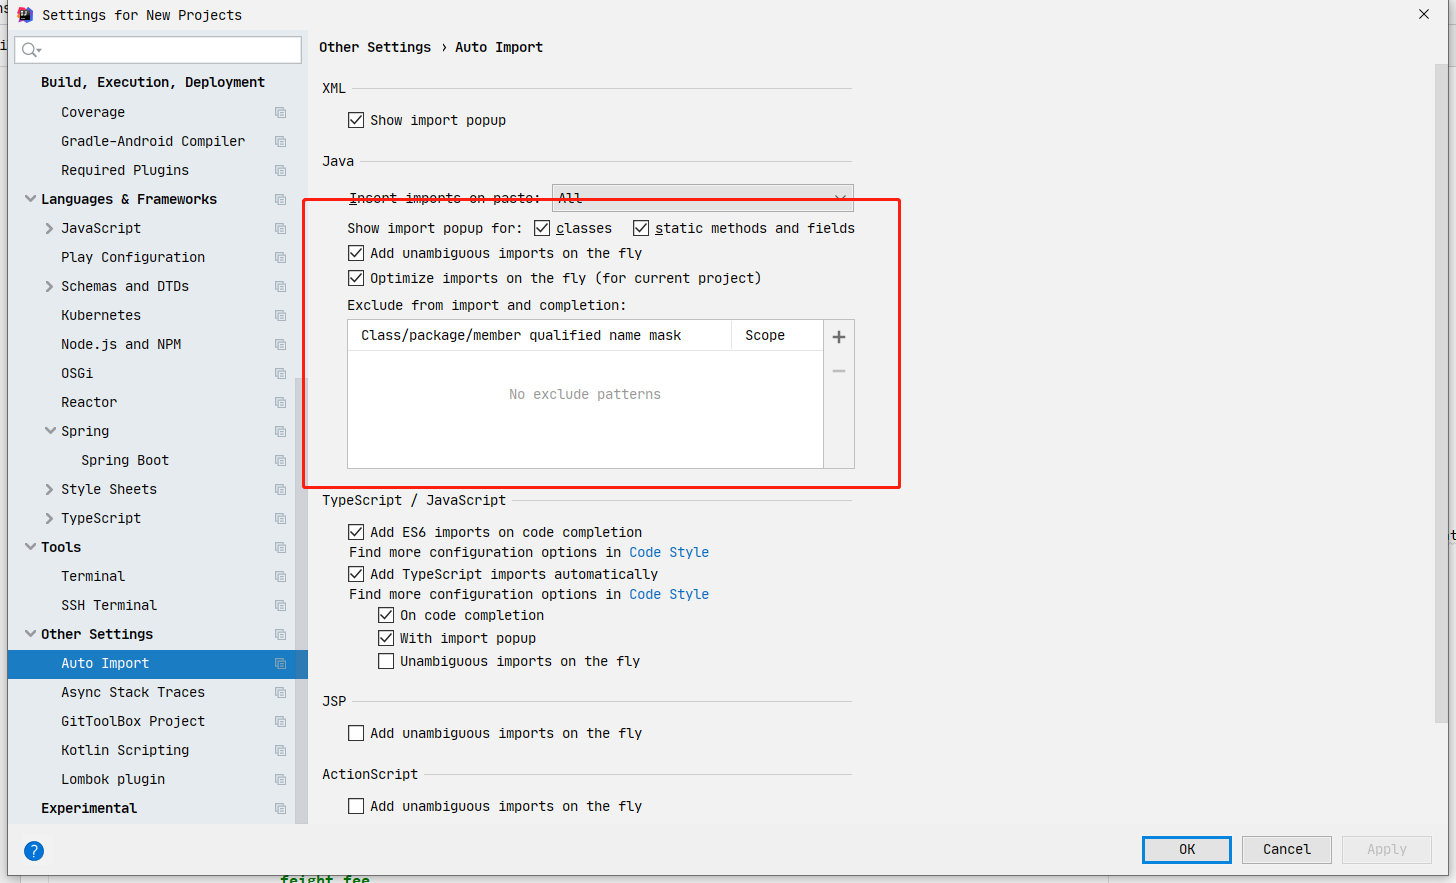 Settings for New Projects
Build, Execution, Deployment
Coverage
Gradle-Android Compiler
Required Plugins
Languages & Frameworks
JavaScript
Play Configuration
Schemas and DTDs
Kubernetes
Node.js and NPM
OSGi
Reactor
Spring
Spring Boot
Style Sheets
TypeScript
Tools
Terminal
SSH Terminal
Other Settings
Auto Import
Async Stack Traces
GitToolBox Project
Kotlin Scripting
Lombok plugin
Experimental
Other Settings › Auto Import
XML
Show import popup
Java
Insert imports on paste: All
Show import popup for: classes static methods and fields
Add unambiguous imports on the fly
Optimize imports on the fly (for current project)
Exclude from import and completion:
Class/package/member qualified name mask Scope
No exclude patterns
TypeScript / JavaScript
Add ES6 imports on code completion
Find more configuration options in Code Style
Add TypeScript imports automatically
Find more configuration options in Code Style
On code completion
With import popup
Unambiguous imports on the fly
JSP
Add unambiguous imports on the fly
ActionScript
Add unambiguous imports on the fly
?
OK Cancel Apply
feight fee